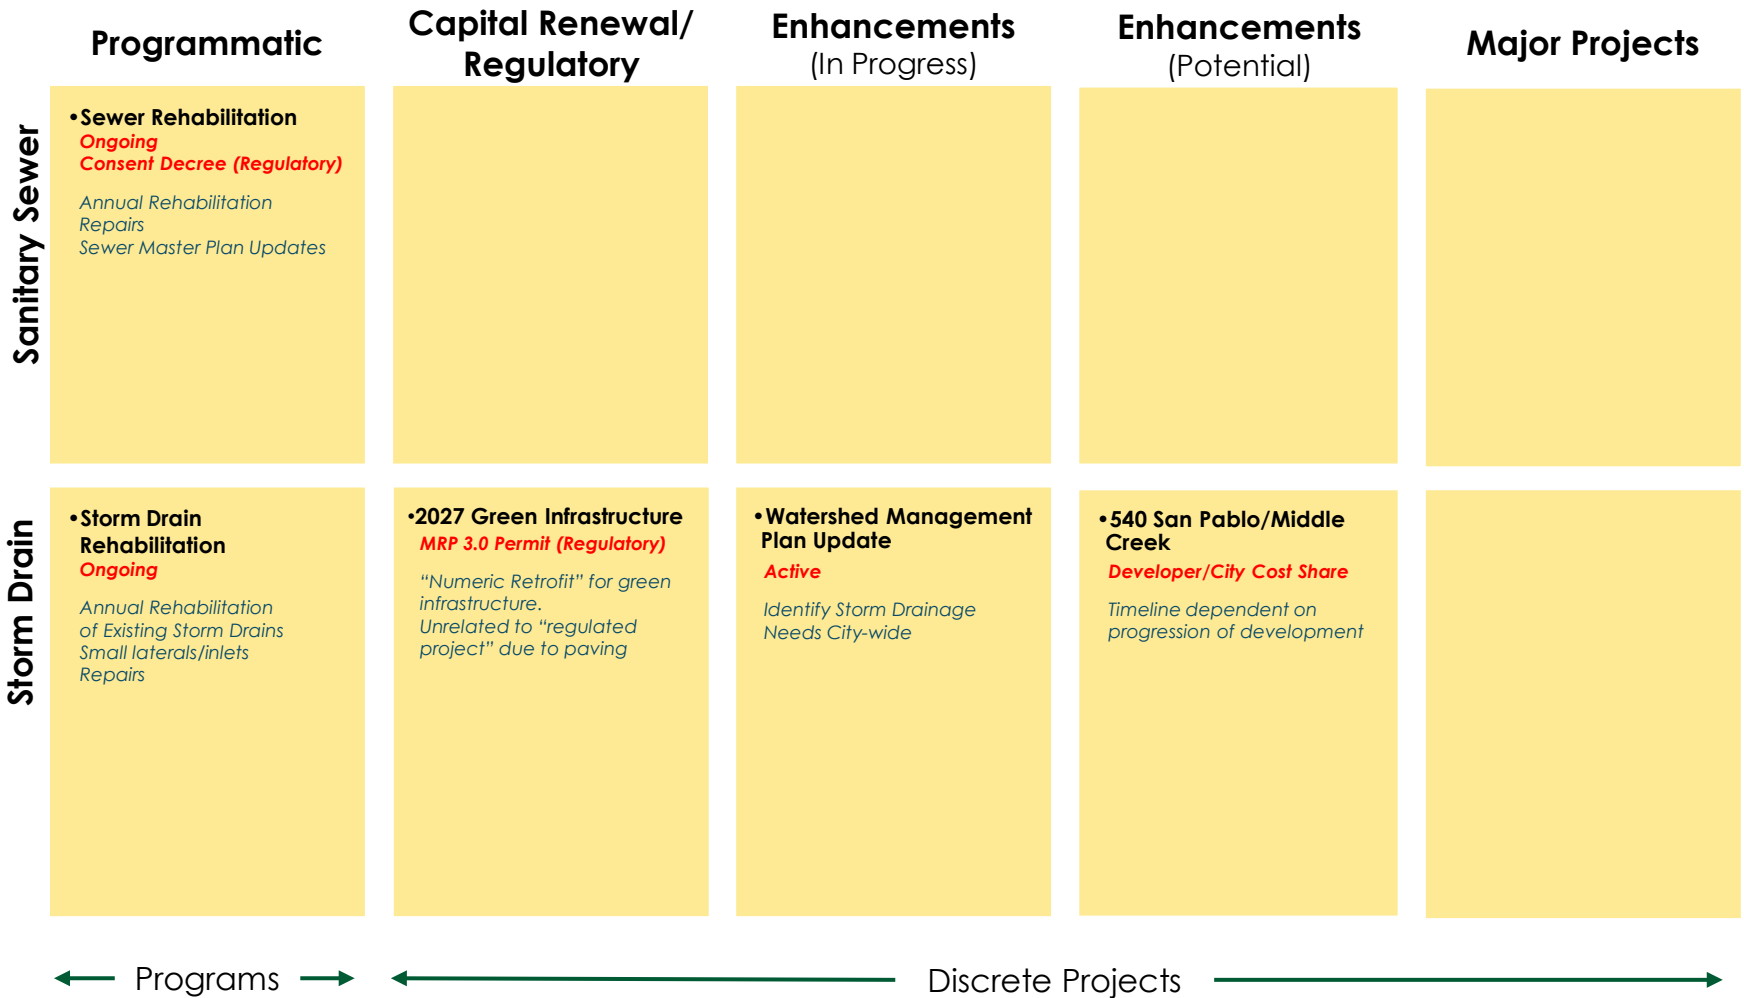 Programmatic
Capital Renewal/
Regulatory
Enhancements
(In Progress)
Enhancements
(Potential)
Major Projects
Sanitary Sewer
•Sewer Rehabilitation
Ongoing
Consent Decree (Regulatory)
Annual Rehabilitation
Repairs
Sewer Master Plan Updates
Storm Drain
•Storm Drain
Rehabilitation
Ongoing
Annual Rehabilitation
of Existing Storm Drains
Small laterals/inlets
Repairs
•2027 Green Infrastructure
MRP 3.0 Permit (Regulatory)
“Numeric Retrofit” for green
infrastructure.
Unrelated to “regulated
project” due to paving
•Watershed Management
Plan Update
Active
Identify Storm Drainage
Needs City-wide
•540 San Pablo/Middle
Creek
Developer/City Cost Share
Timeline dependent on
progression of development
Programs
Discrete Projects